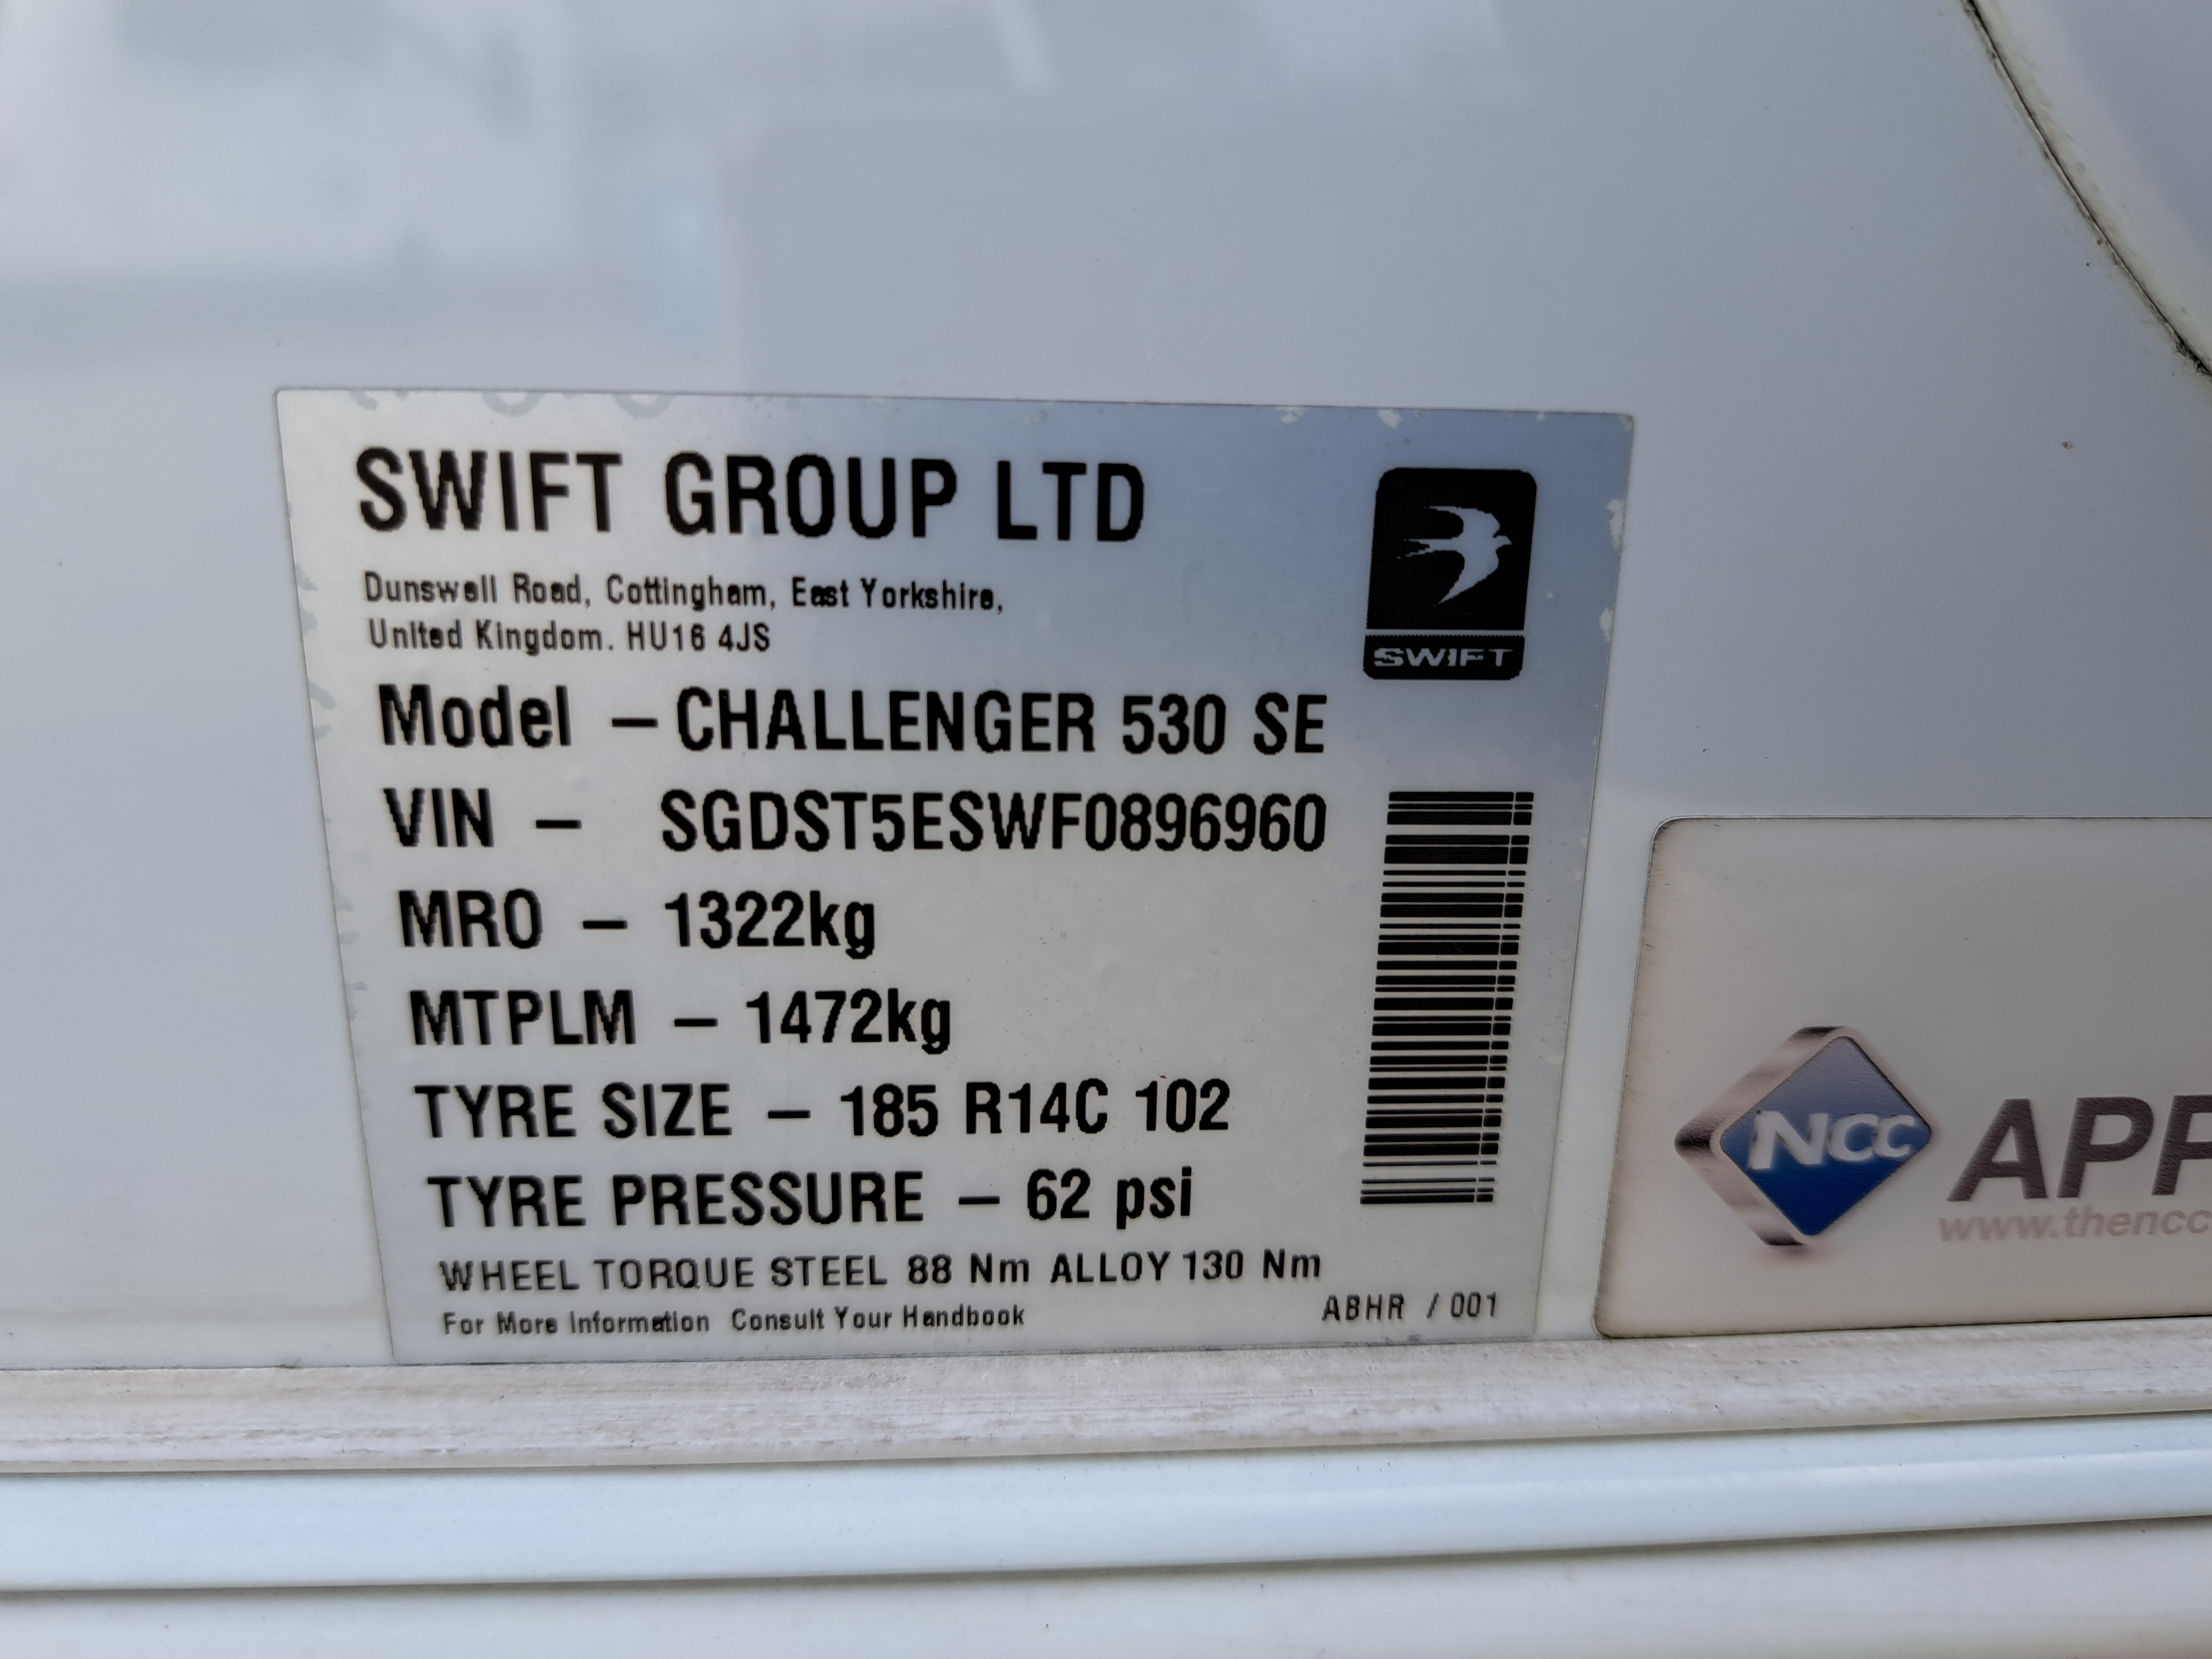 SWIFT GROUP LTD
Dunswell Road, Cottingham, East Yorkshire,
United Kingdom. HU16 4JS
SWIFT
Model – CHALLENGER 530 SE
VIN – SGDST5ESWF0896960
MRO – 1322kg
MTPLM – 1472kg
TYRE SIZE – 185 R14C 102
TYRE PRESSURE – 62 psi
WHEEL TORQUE STEEL 88 Nm ALLOY 130 Nm
For More Information Consult Your Handbook
ABHR / 001
NCC
APP
www.thencc